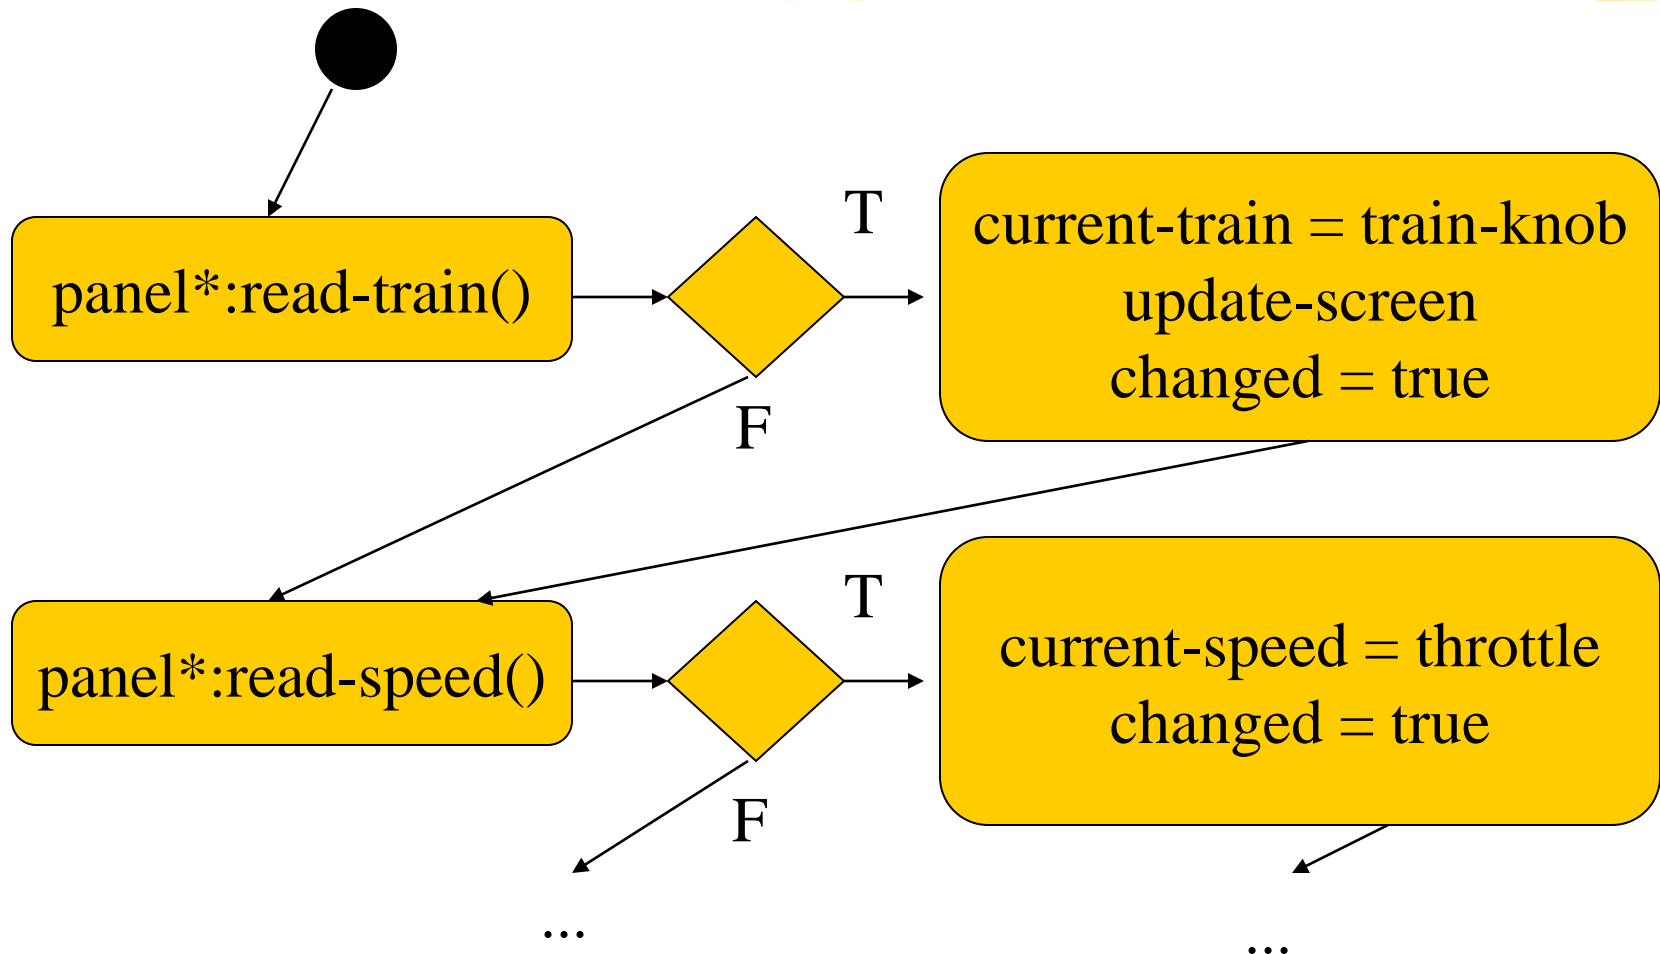 T
current-train = train-knob
panel*:read-train()
update-screen
changed = true
F
T
current-speed = throttle
panel*:read-speed()
changed = true
F
...
...